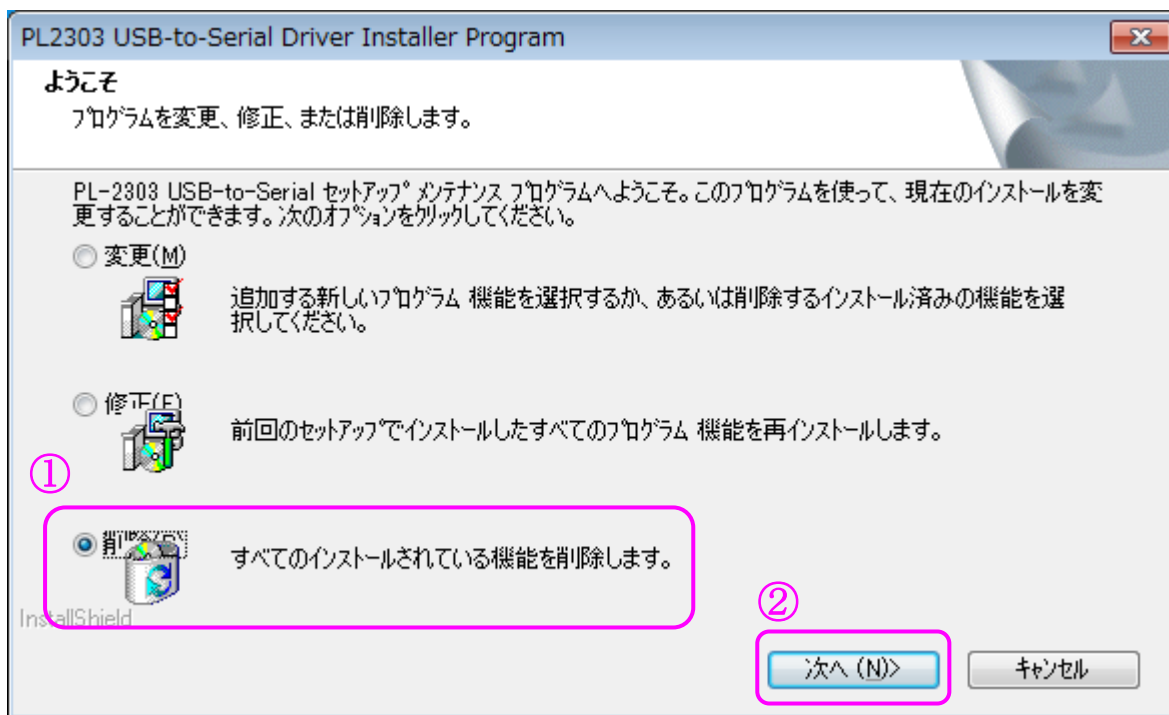 PL2303 USB-to-Serial Driver Installer Program
ようこそ
プログラムを変更、修正、または削除します。
PL-2303 USB-to-Serial セットアップ メンテナンス プログラムへようこそ。このプログラムを使って、現在のインストールを変
更することができます。次のオプションをクリックしてください。
変更(M)
追加する新しいプログラム 機能を選択するか、あるいは削除するインストール済みの機能を選
択してください。
修正(E)
前回のセットアップでインストールしたすべてのプログラム 機能を再インストールします。
①
すべてのインストールされている機能を削除します。
InstallShield
②
次へ (N)>
キャンセル